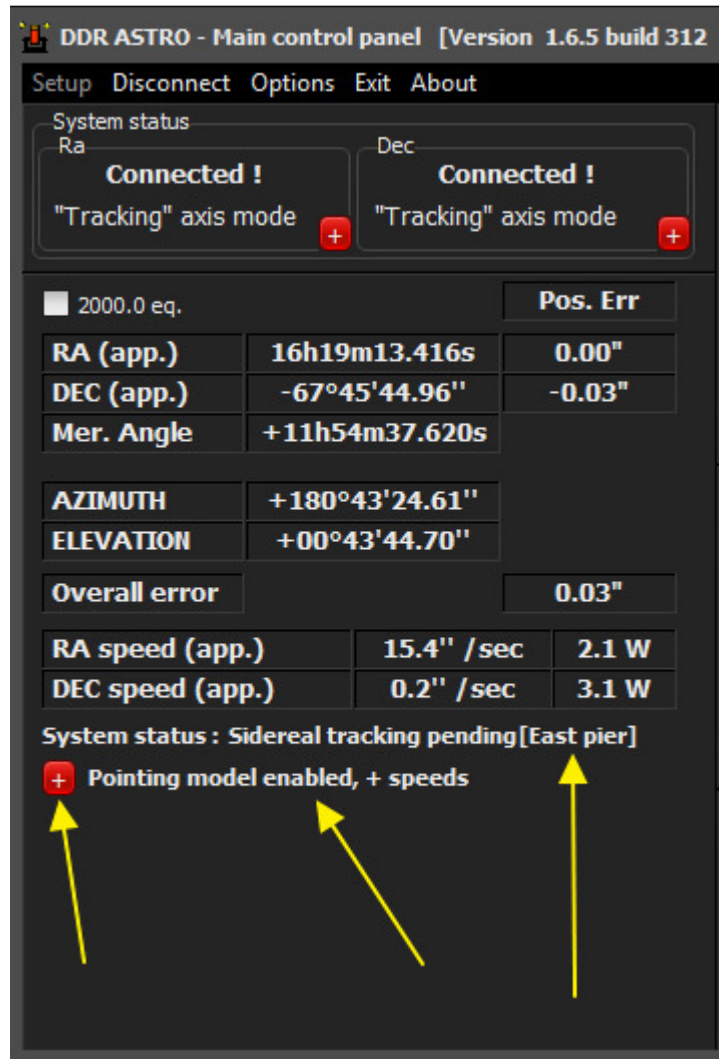 DDR ASTRO - Main control panel [Version 1.6.5 build 312
Setup Disconnect Options Exit About
System status
Ra Dec
Connected ! Connected !
"Tracking" axis mode + "Tracking" axis mode +
2000.0 eq. Pos. Err
RA (app.) 16h19m13.416s 0.00"
DEC (app.) -67°45'44.96'' -0.03"
Mer. Angle +11h54m37.620s
AZIMUTH +180°43'24.61''
ELEVATION +00°43'44.70''
Overall error 0.03"
RA speed (app.) 15.4'' /sec 2.1 W
DEC speed (app.) 0.2'' /sec 3.1 W
System status : Sidereal tracking pending[East pier]
+ Pointing model enabled, + speeds